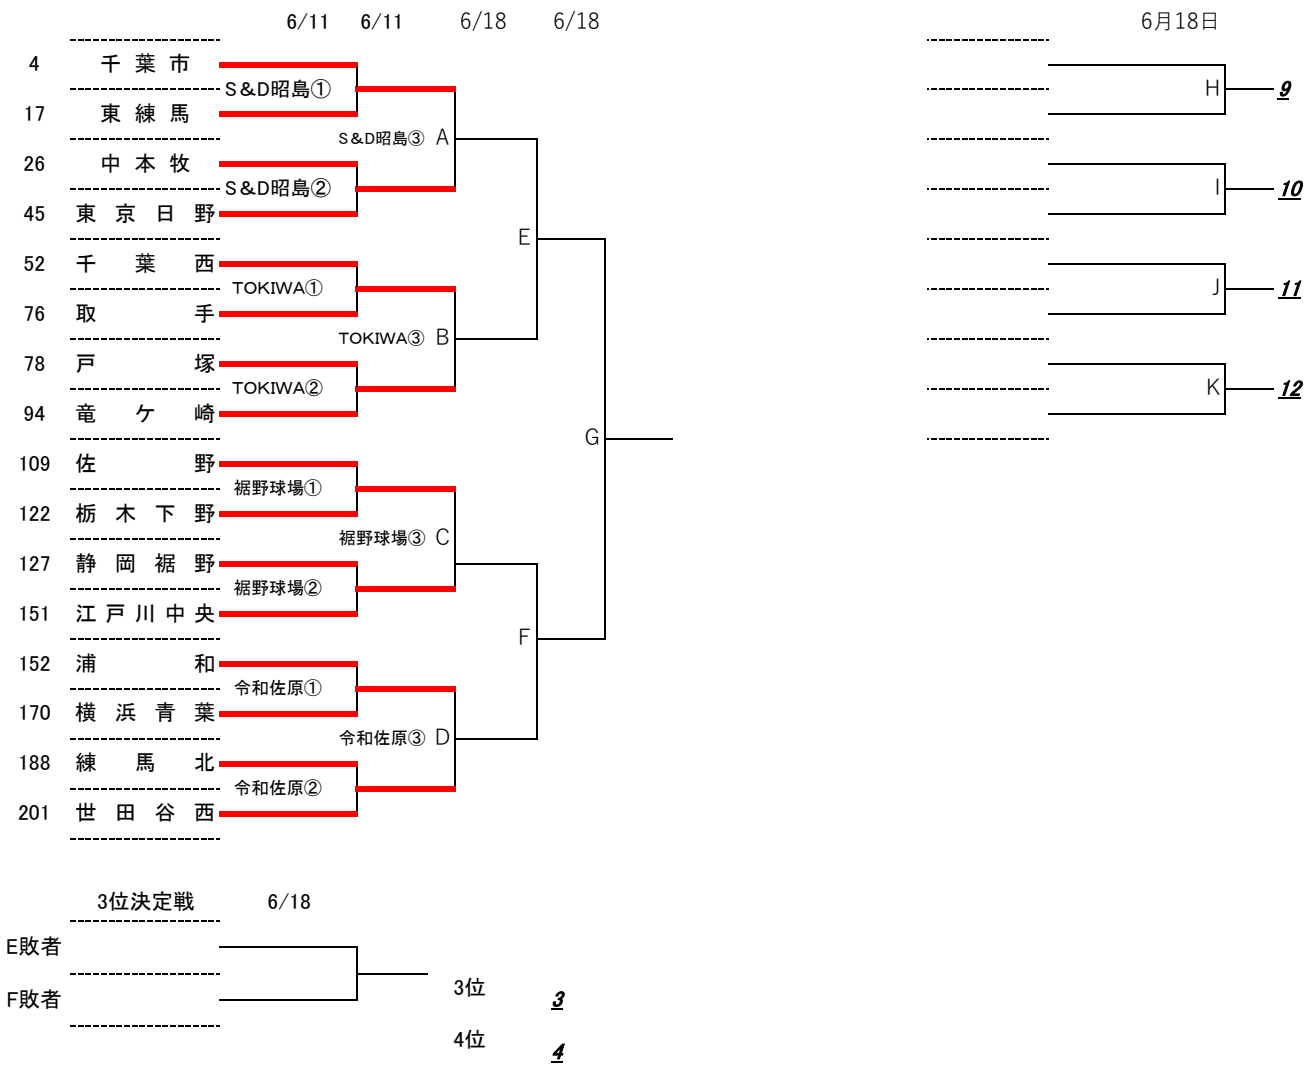 6/11 6/11 6/18 6/18 6月18日
4 千葉市
S&D昭島①
H 9
17 東練馬
S&D昭島③ A
26 中本牧
S&D昭島②
I 10
45 東京日野
E
52 千葉西
TOKIWA①
J 11
76 取手
TOKIWA③ B
78 戸塚
TOKIWA②
K 12
94 竜ケ崎
G
109 佐野
裾野球場①
122 栃木下野
裾野球場③ C
127 静岡裾野
裾野球場②
151 江戸川中央
F
152 浦和
令和佐原①
170 横浜青葉
令和佐原③ D
188 練馬北
令和佐原②
201 世田谷西
3位決定戦 6/18
E敗者
3位 3
F敗者
4位 4